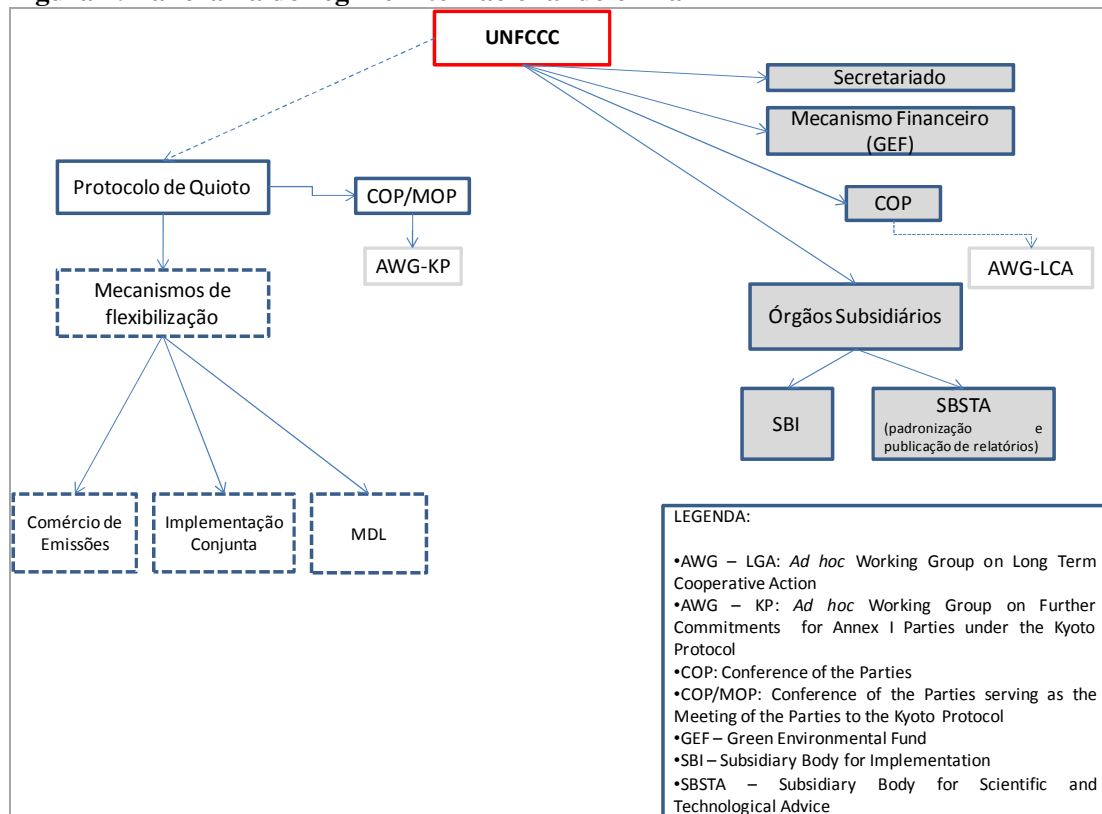 UNFCCC
Secretariado
Mecanismo Financeiro
(GEF)
Protocolo de Quioto
COP/MOP
COP
AWG-KP
AWG-LCA
Mecanismos de
flexibilização
Órgãos Subsidiários
SBI
SBSTA
(padronização e
publicação de relatórios)
Comércio de
Emissões
Implementação
Conjunta
MDL
LEGENDA:
•AWG – LGA: Ad hoc Working Group on Long Term
Cooperative Action
•AWG – KP: Ad hoc Working Group on Further
Commitments for Annex I Parties under the Kyoto
Protocol
•COP: Conference of the Parties
•COP/MOP: Conference of the Parties serving as the
Meeting of the Parties to the Kyoto Protocol
•GEF – Green Environmental Fund
•SBI – Subsidiary Body for Implementation
•SBSTA – Subsidiary Body for Scientific and
Technological Advice